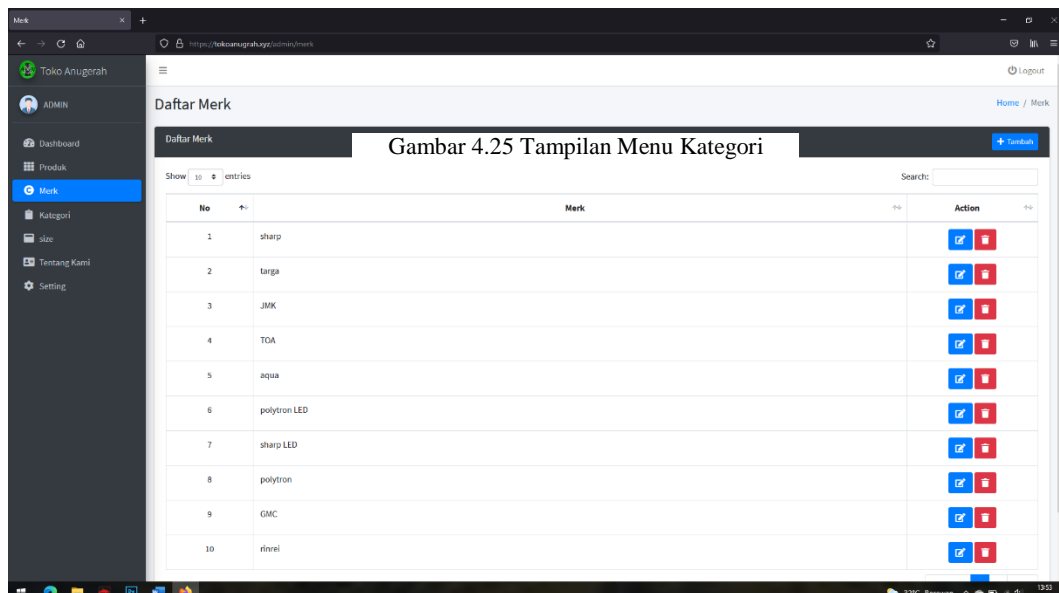 Merk
https://tokoanugrah.xyz/admin/merk
Toko Anugerah
Logout
ADMIN
Daftar Merk
Home / Merk
Dashboard
Produk
Merk
Kategori
size
Tentang Kami
Setting
Daftar Merk
Gambar 4.25 Tampilan Menu Kategori
+ Tambah
Show 10 entries
Search:
No Merk Action
1 sharp
2 targa
3 JMK
4 TOA
5 aqua
6 polytron LED
7 sharp LED
8 polytron
9 GMC
10 rinrei
13:53